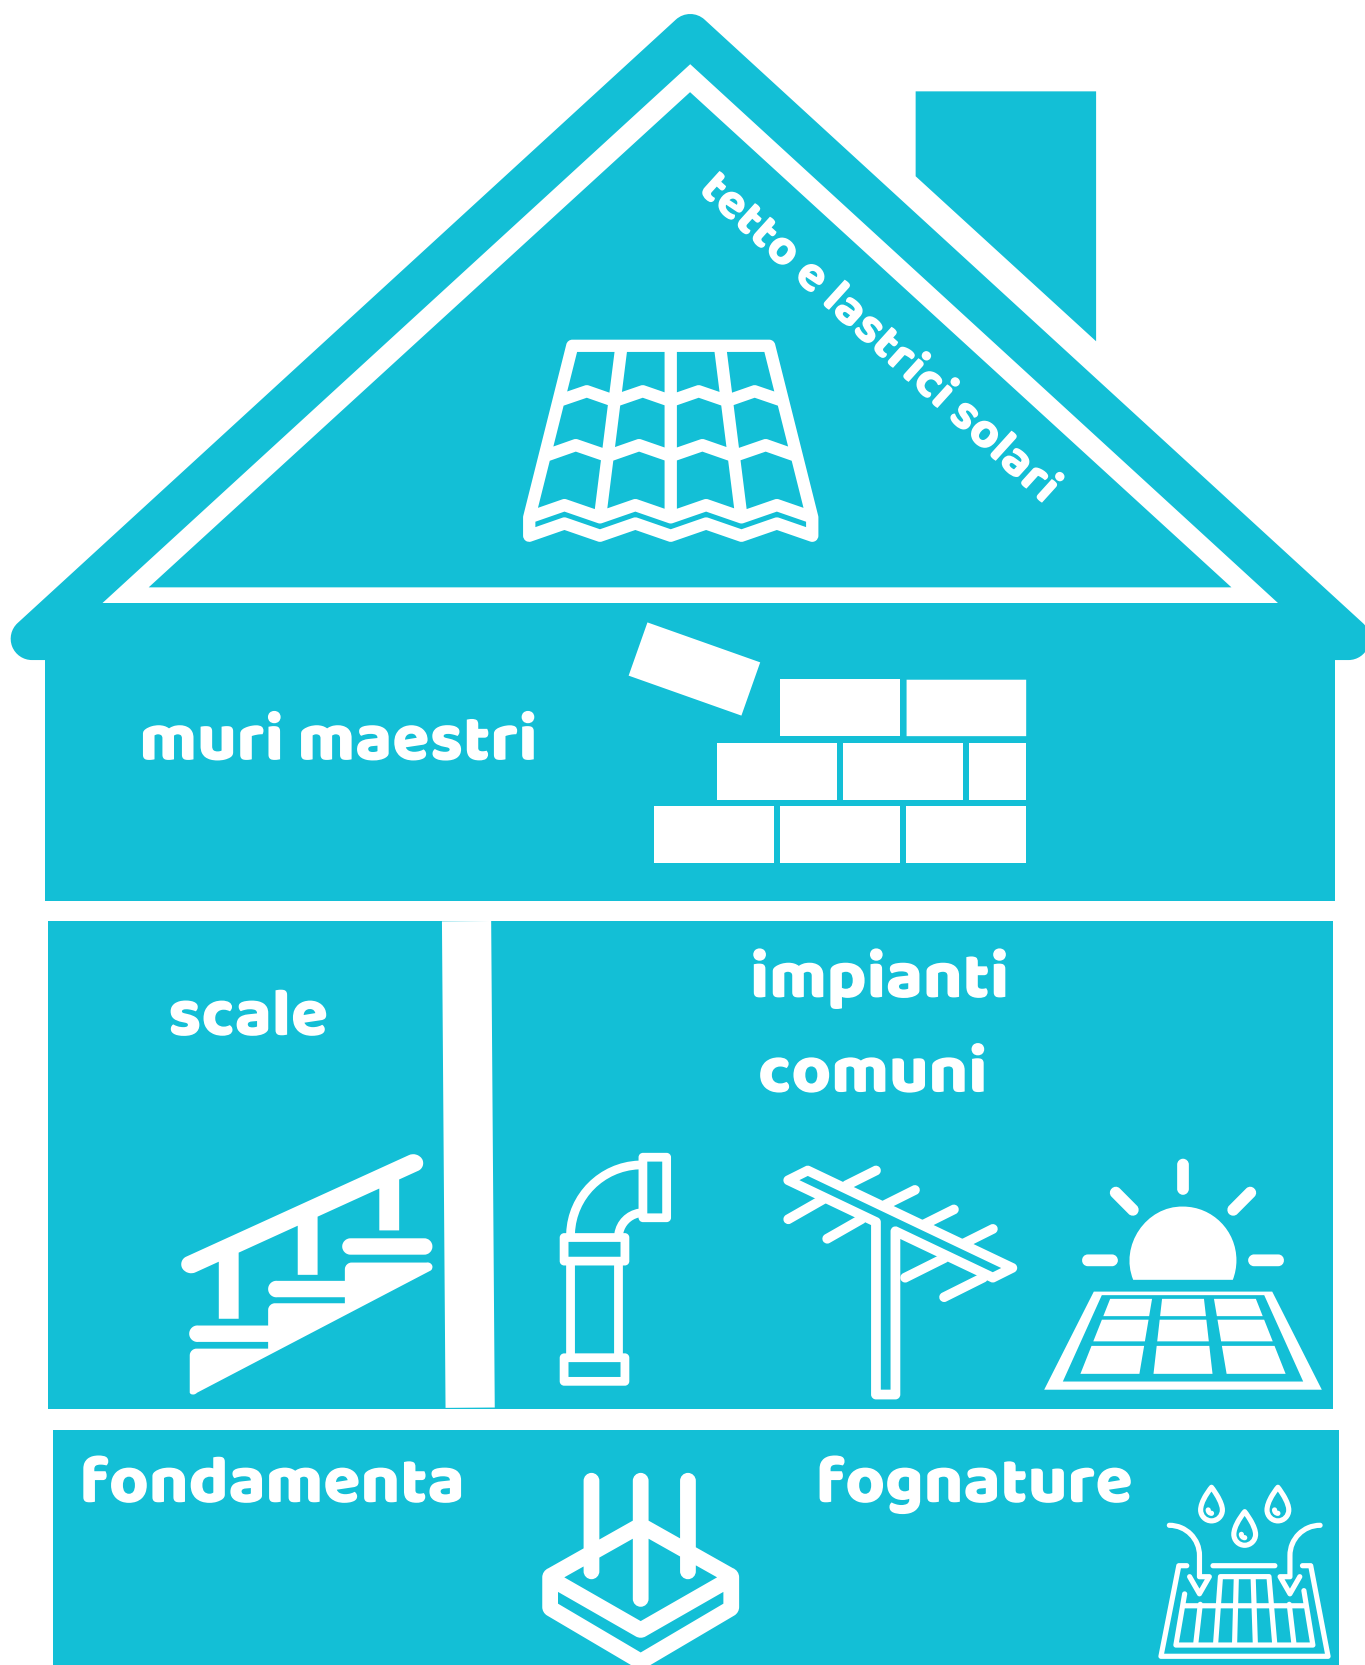 tetto e lastrici solari
muri maestri
scale
impianti
comuni
fondamenta
fognature